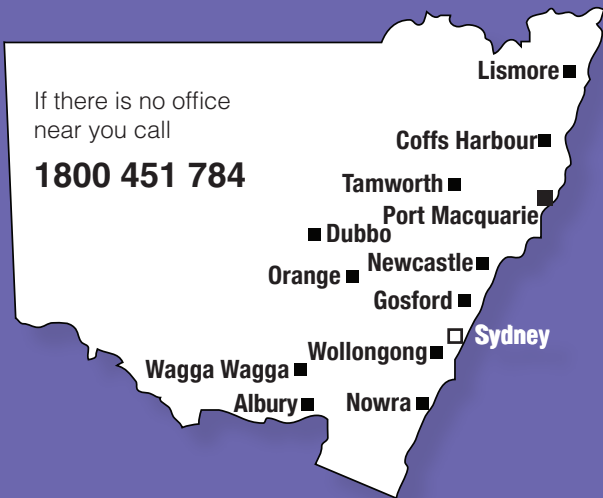 Lismore
If there is no office
near you call
1800 451 784
Coffs Harbour
Tamworth
Port Macquarie
Dubbo
Newcastle
Orange
Gosford
Sydney
Wollongong
Wagga Wagga
Albury
Nowra